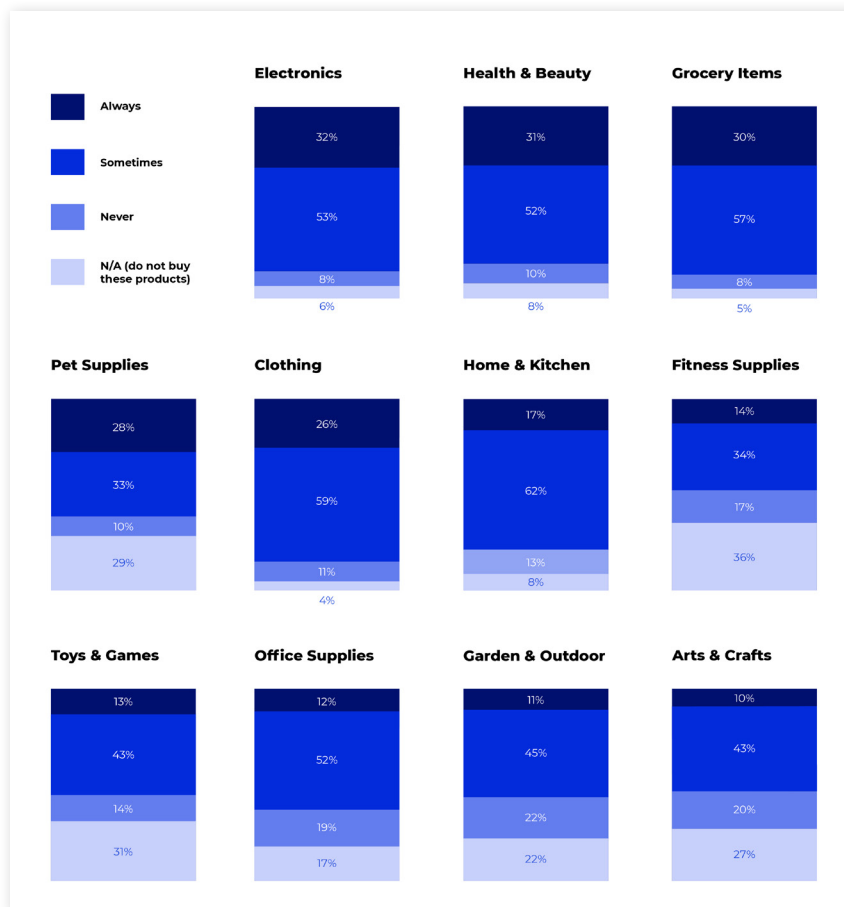 Always
Sometimes
Never
N/A (do not buy
these products)
Electronics
32%
53%
8%
6%
Health & Beauty
31%
52%
10%
8%
Grocery Items
30%
57%
8%
5%
Pet Supplies
28%
33%
10%
29%
Clothing
26%
59%
11%
4%
Home & Kitchen
17%
62%
13%
8%
Fitness Supplies
14%
34%
17%
36%
Toys & Games
13%
43%
14%
31%
Office Supplies
12%
52%
19%
17%
Garden & Outdoor
11%
45%
22%
22%
Arts & Crafts
10%
43%
20%
27%